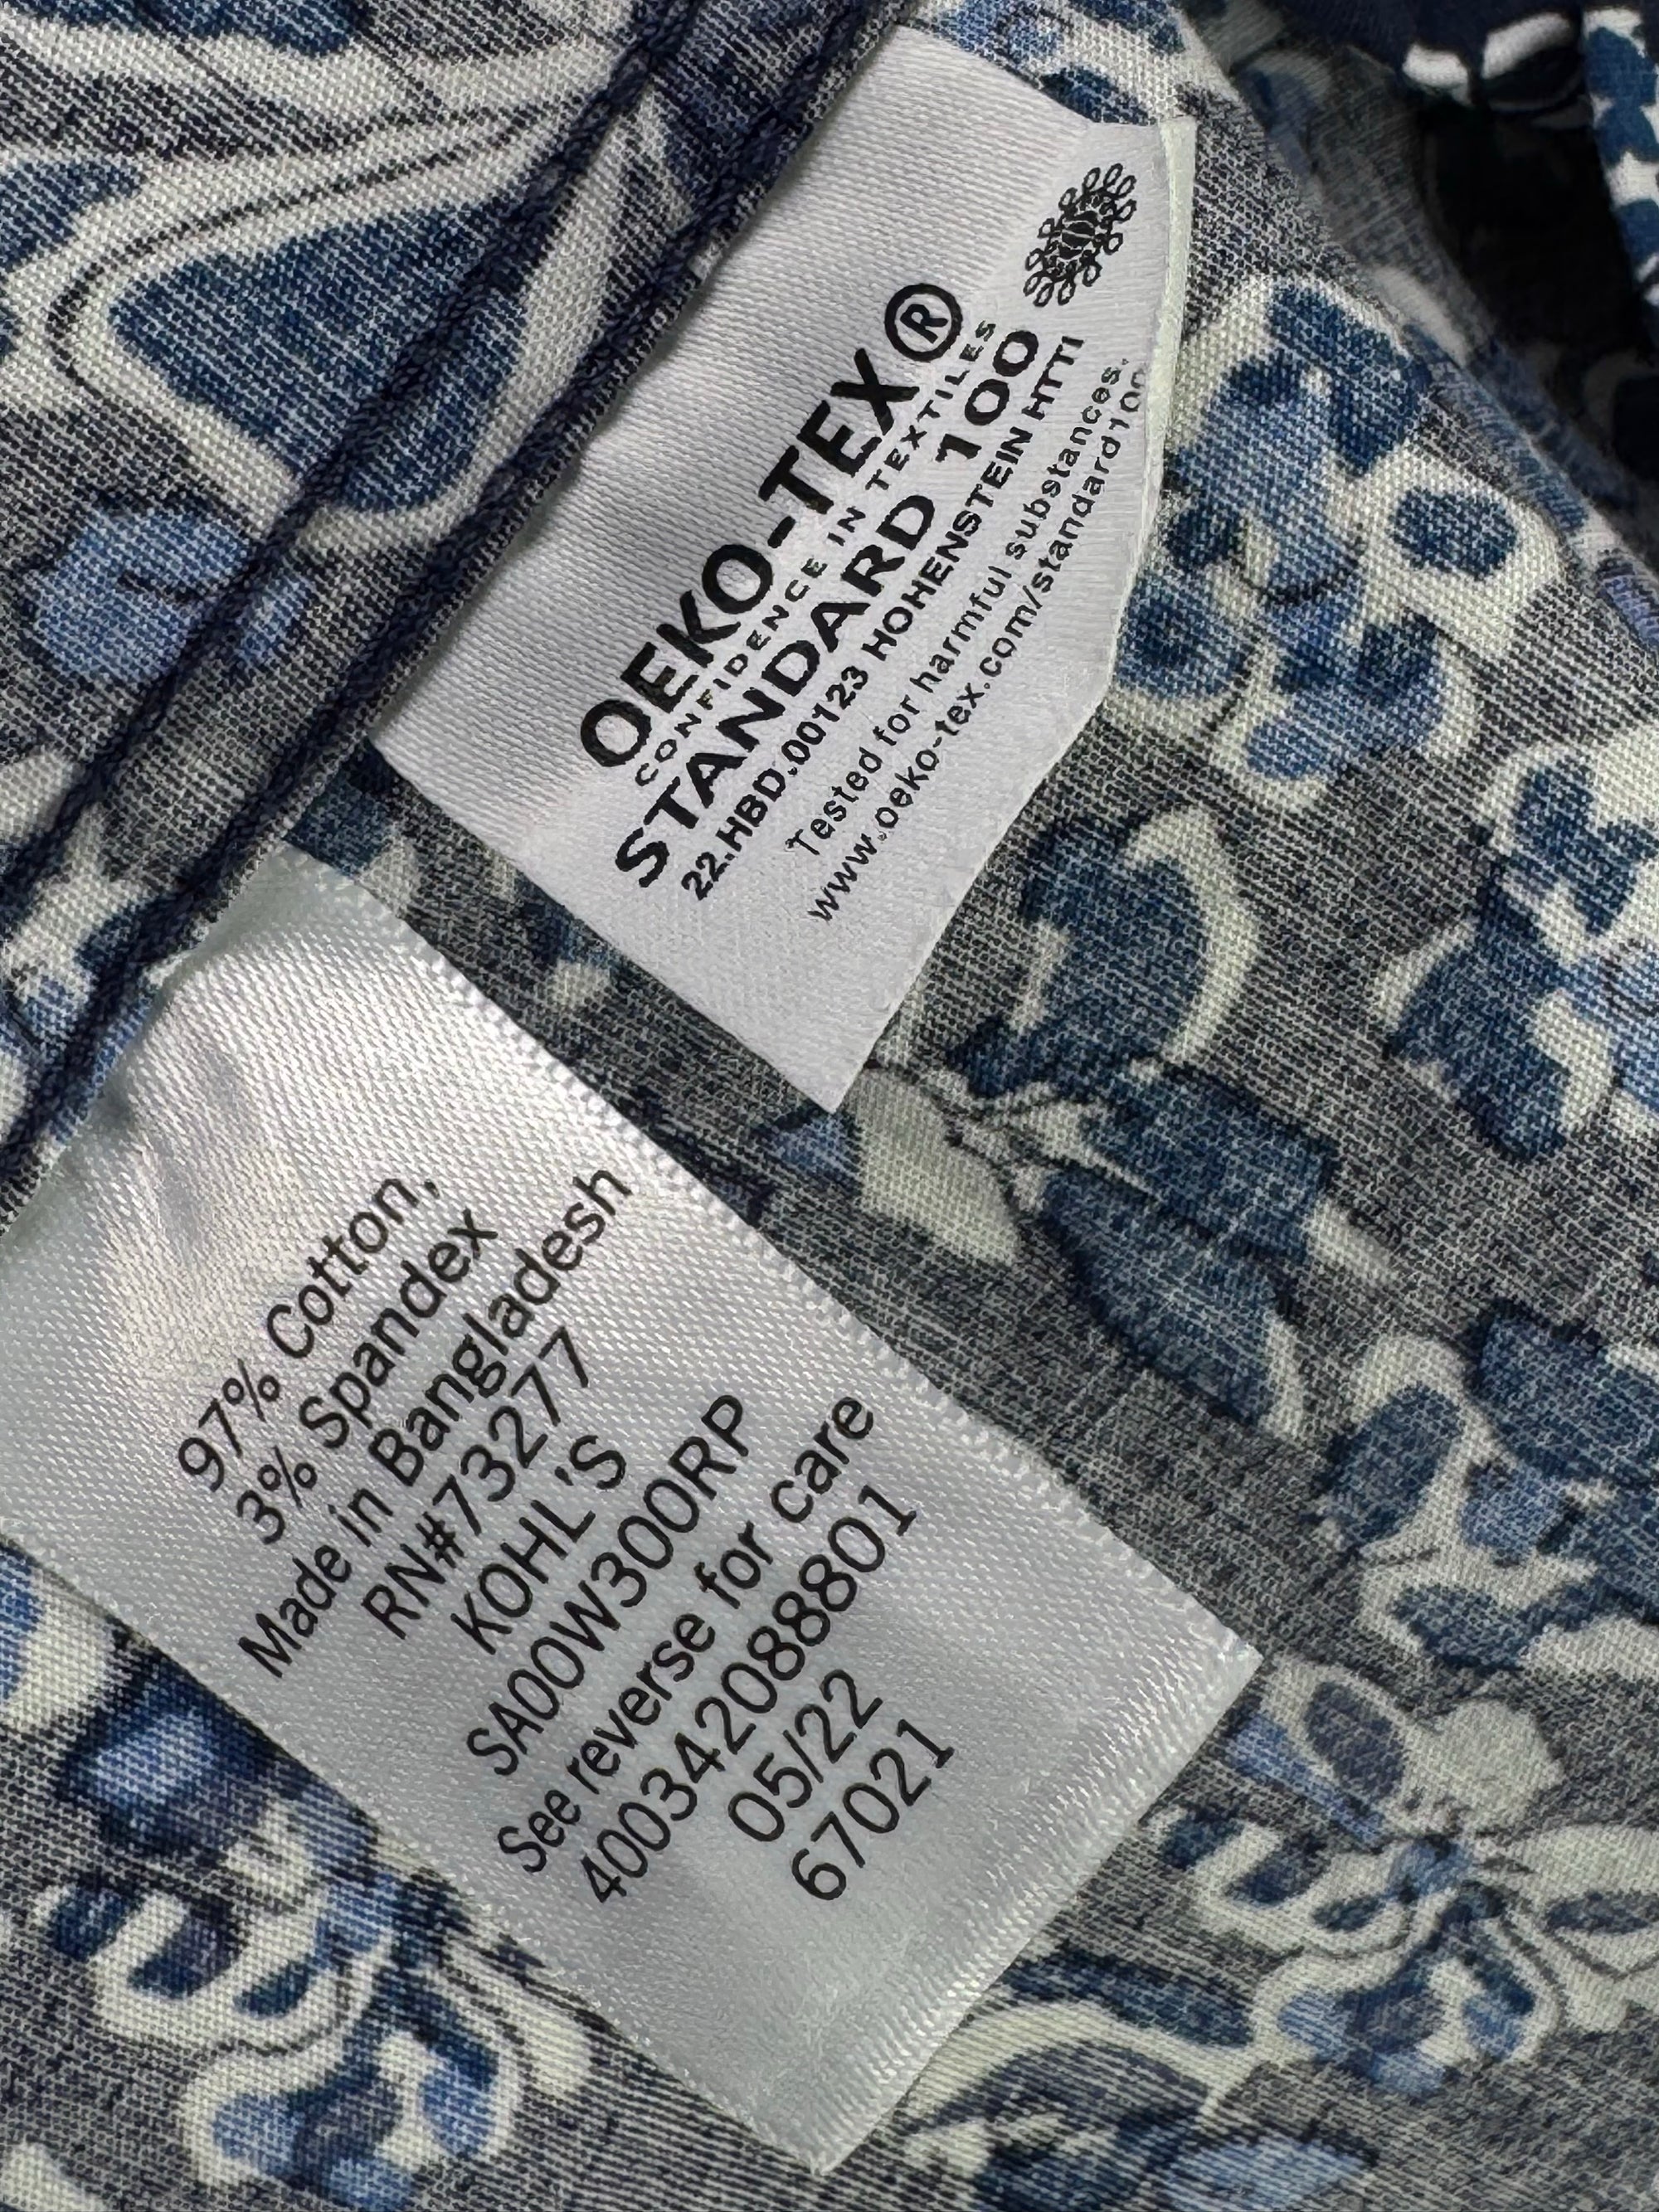 OEKO-TEX®
CONFIDENCE IN TEXTILES
STANDARD 100
22.HBD.00123 HOHENSTEIN HTTI
Tested for harmful substances.
www.oeko-tex.com/standard100
97% Cotton,
3% Spandex
Made in Bangladesh
RN#73277
KOHL'S
SA00W300RP
See reverse for care
400342088801
05/22
67021